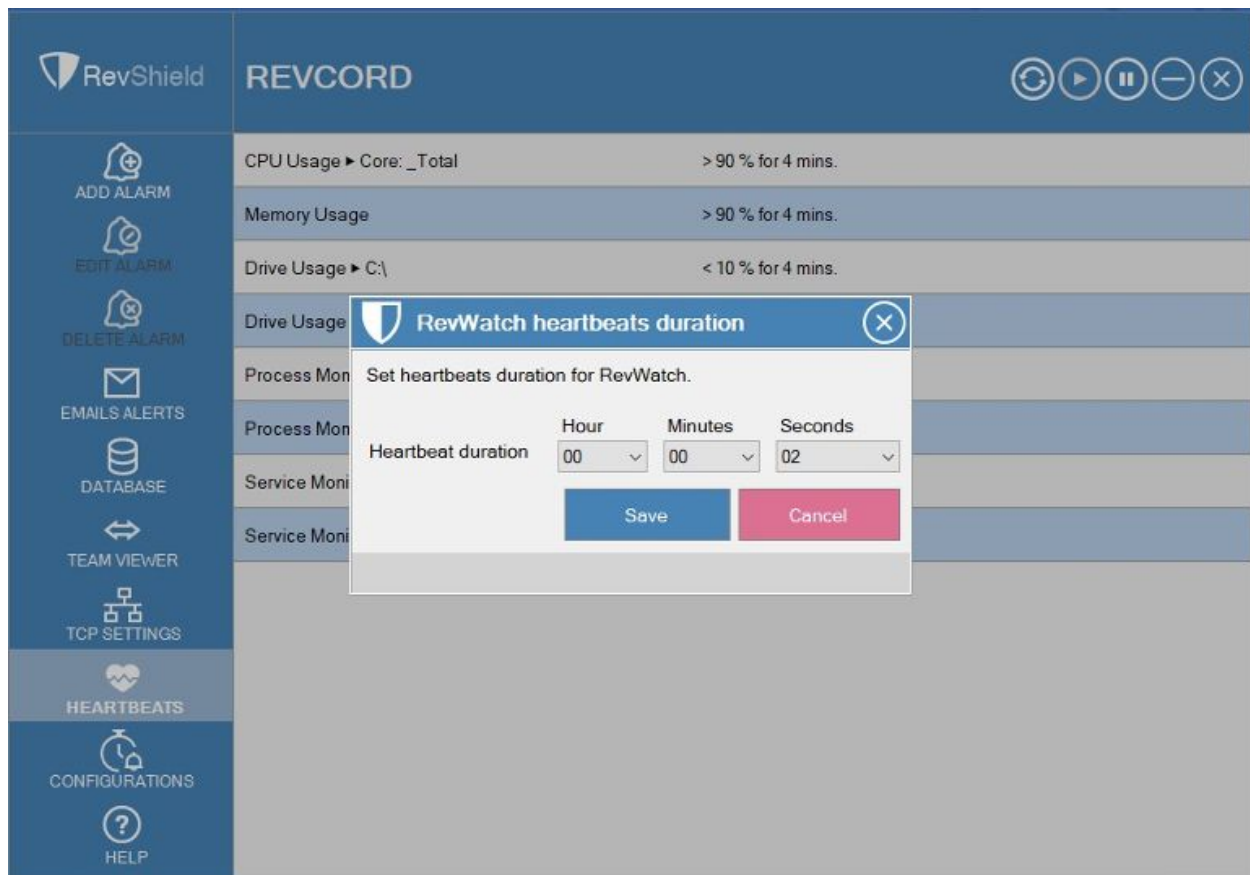 RevShield
REVCORD
ADD ALARM
EDIT ALARM
DELETE ALARM
EMAILS ALERTS
DATABASE
TEAM VIEWER
TCP SETTINGS
HEARTBEATS
CONFIGURATIONS
HELP
CPU Usage ▸ Core: _Total > 90 % for 4 mins.
Memory Usage > 90 % for 4 mins.
Drive Usage ▸ C:\ < 10 % for 4 mins.
Drive Usage
Process Mon
Process Mon
Service Moni
Service Moni
RevWatch heartbeats duration
Set heartbeats duration for RevWatch.
Hour Minutes Seconds
Heartbeat duration 00 00 02
Save Cancel